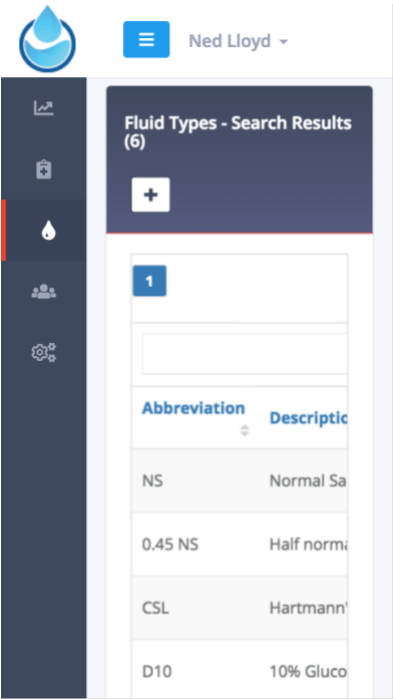 Ned Lloyd
Fluid Types - Search Results
(6)
+
1
Abbreviation Descriptio
NS Normal Sa
0.45 NS Half norma
CSL Hartmann'
D10 10% Gluco